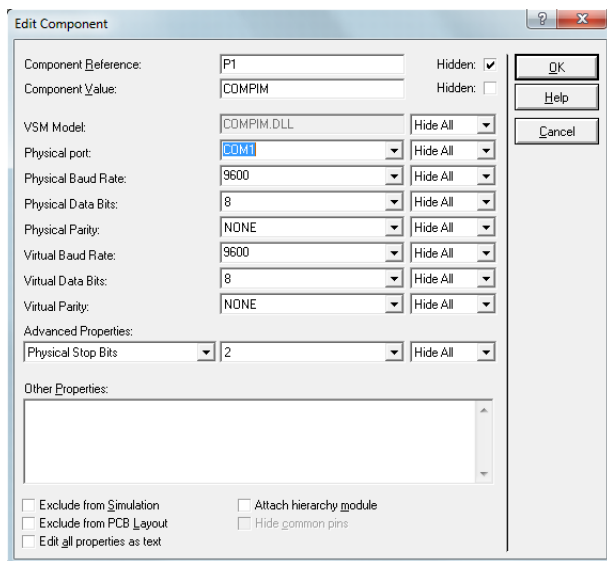 Edit Component
? X
Component Reference: P1 Hidden: OK
Component Value: COMPIM Hidden: Help
VSM Model: COMPIM.DLL Hide All Cancel
Physical port: COM1 Hide All
Physical Baud Rate: 9600 Hide All
Physical Data Bits: 8 Hide All
Physical Parity: NONE Hide All
Virtual Baud Rate: 9600 Hide All
Virtual Data Bits: 8 Hide All
Virtual Parity: NONE Hide All
Advanced Properties:
Physical Stop Bits 2 Hide All
Other Properties:
Exclude from Simulation Attach hierarchy module
Exclude from PCB Layout Hide common pins
Edit all properties as text